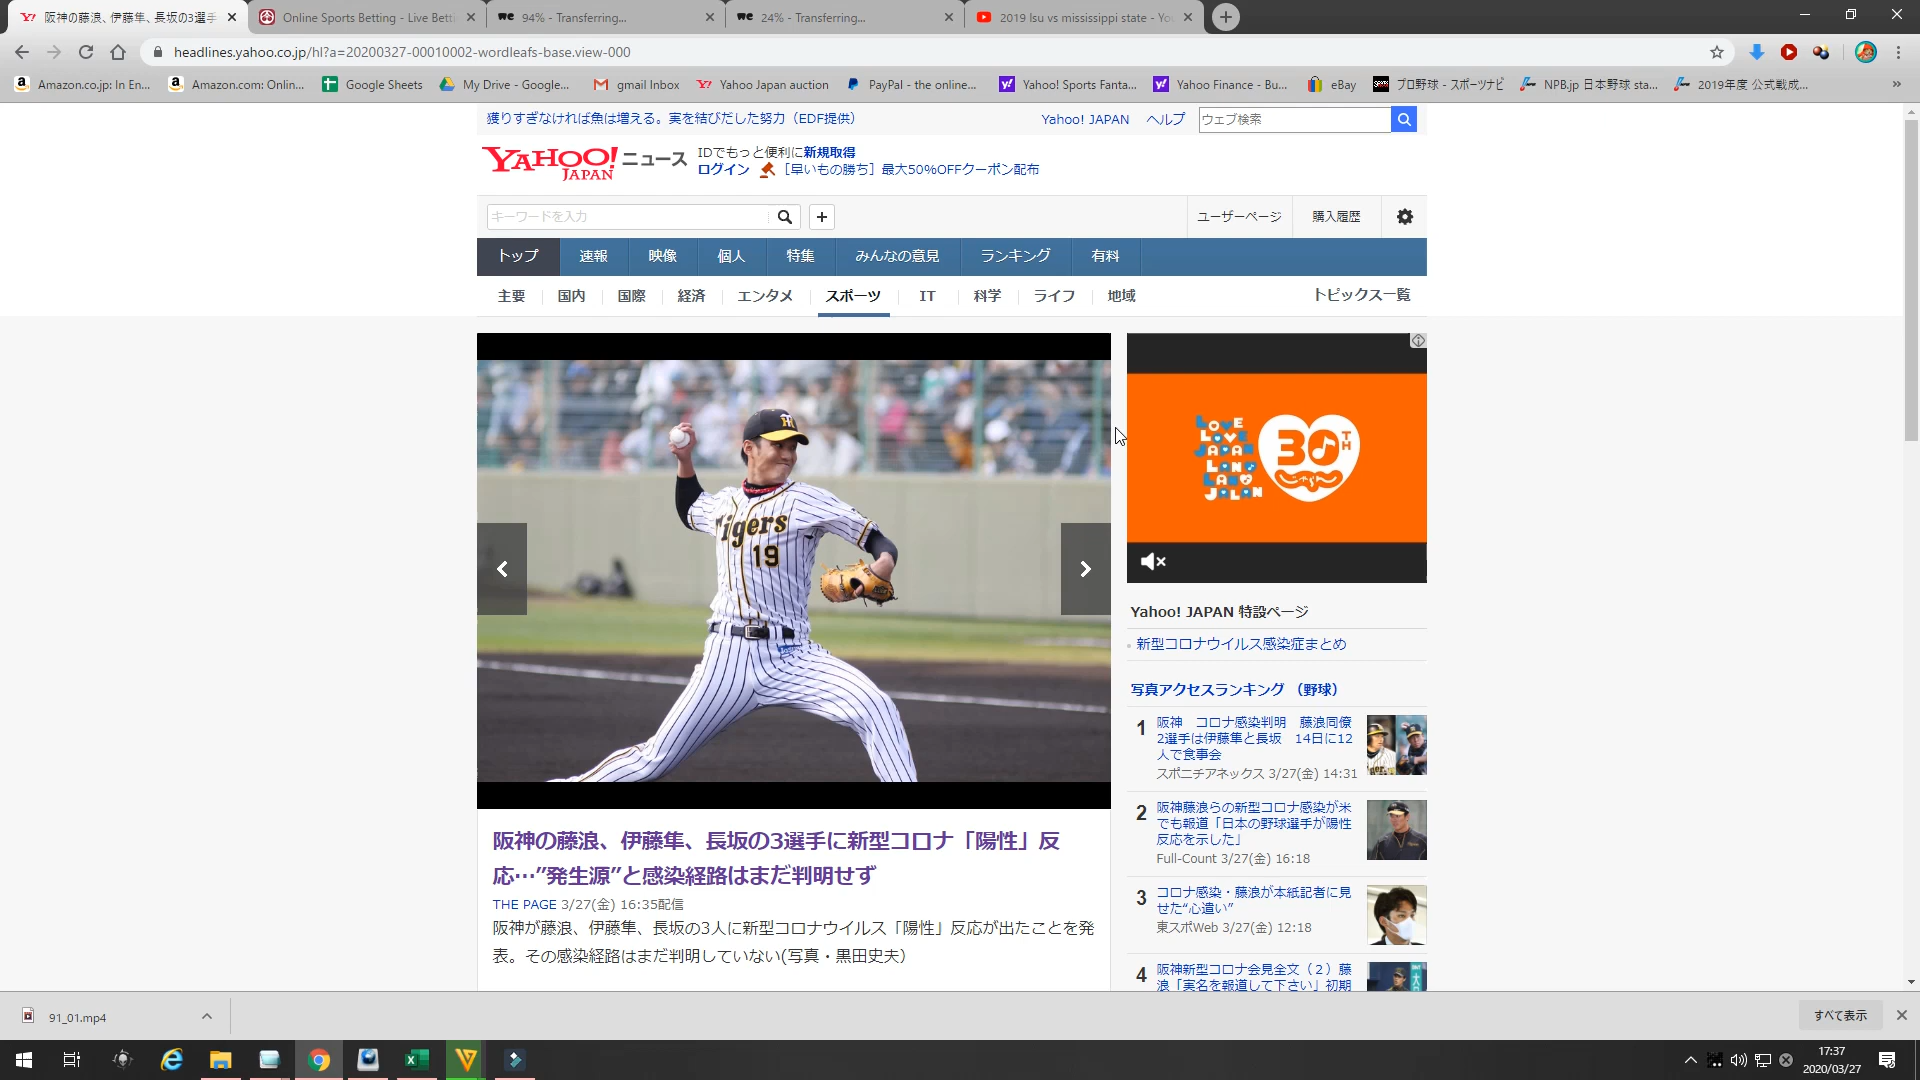 阪神の藤浪、伊藤隼、長坂の3選手
Online Sports Betting - Live Betti
94% - Transferring...
24% - Transferring...
2019 lsu vs mississippi state - Yo
headlines.yahoo.co.jp/hl?a=20200327-00010002-wordleafs-base.view-000
Amazon.co.jp: In En...
Amazon.com: Onlin...
Google Sheets
My Drive - Google...
gmail Inbox
Yahoo Japan auction
PayPal - the online...
Yahoo! Sports Fanta...
Yahoo Finance - Bu...
eBay
プロ野球 - スポーツナビ
NPB.jp 日本野球 sta...
2019年度 公式戦成...
獲りすぎなければ魚は増える。実を結びだした努力（EDF提供）
Yahoo! JAPAN
ヘルプ
ウェブ検索
YAHOO! JAPAN ニュース
IDでもっと便利に新規取得
ログイン
［早いもの勝ち］最大50%OFFクーポン配布
キーワードを入力
ユーザーページ
購入履歴
トップ
速報
映像
個人
特集
みんなの意見
ランキング
有料
主要
国内
国際
経済
エンタメ
スポーツ
IT
科学
ライフ
地域
トピックス一覧
Tigers
19
阪神の藤浪、伊藤隼、長坂の3選手に新型コロナ「陽性」反
応…”発生源”と感染経路はまだ判明せず
THE PAGE 3/27(金) 16:35配信
阪神が藤浪、伊藤隼、長坂の3人に新型コロナウイルス「陽性」反応が出たことを発
表。その感染経路はまだ判明していない(写真・黒田史夫）
30TH
Yahoo! JAPAN 特設ページ
新型コロナウイルス感染症まとめ
写真アクセスランキング （野球）
1
阪神　コロナ感染判明　藤浪同僚
2選手は伊藤隼と長坂　14日に12
人で食事会
スポニチアネックス 3/27(金) 14:31
2
阪神藤浪らの新型コロナ感染が米
でも報道「日本の野球選手が陽性
反応を示した」
Full-Count 3/27(金) 16:18
3
コロナ感染・藤浪が本紙記者に見
せた“心遣い”
東スポWeb 3/27(金) 12:18
4
阪神新型コロナ会見全文（２）藤
浪「実名を報道して下さい」初期
91_01.mp4
すべて表示
17:37
2020/03/27